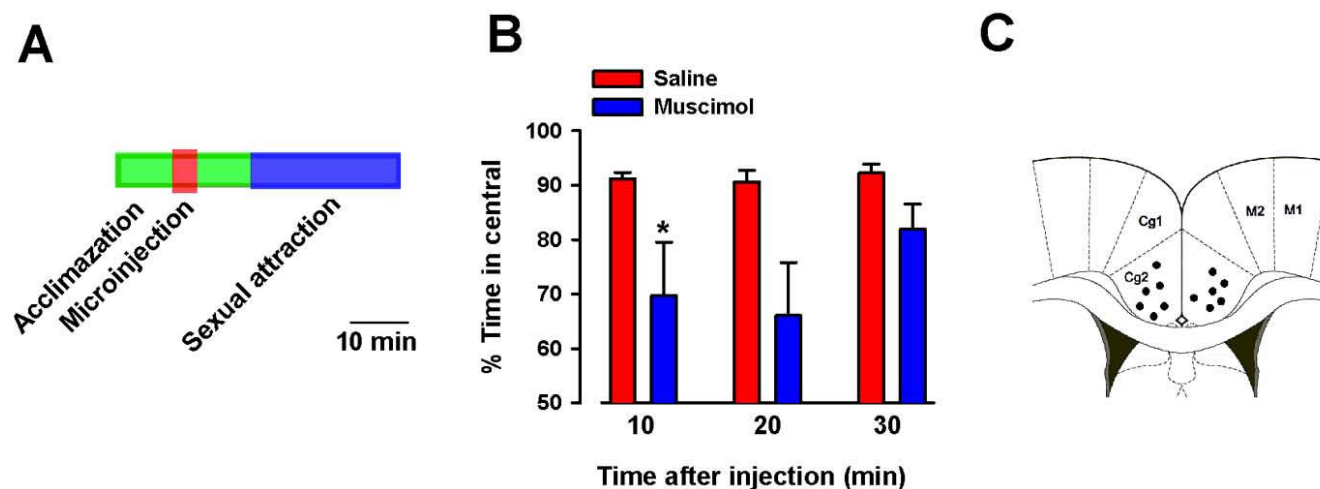 A
Acclimazation
Microinjection
Sexual attraction
10 min
B
Saline
Muscimol
% Time in central
100
90
80
70
60
50
*
10 20 30
Time after injection (min)
C
Cg1
Cg2
M2 M1